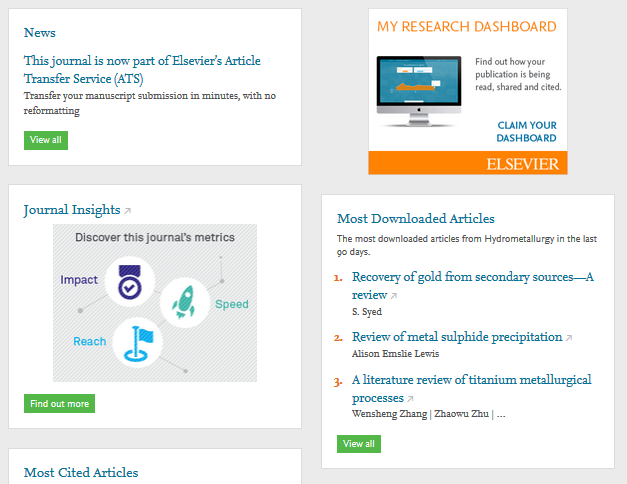 News
This journal is now part of Elsevier's Article
Transfer Service (ATS)
Transfer your manuscript submission in minutes, with no
reformatting
View all
Journal Insights
Discover this journal's metrics
Impact
Speed
Reach
Find out more
Most Cited Articles
MY RESEARCH DASHBOARD
Find out how your
publication is being
read, shared and cited.
CLAIM YOUR
DASHBOARD
ELSEVIER
Most Downloaded Articles
The most downloaded articles from Hydrometallurgy in the last
90 days.
1. Recovery of gold from secondary sources—A
review
S. Syed
2. Review of metal sulphide precipitation
Alison Emslie Lewis
3. A literature review of titanium metallurgical
processes
Wensheng Zhang | Zhaowu Zhu | ...
View all